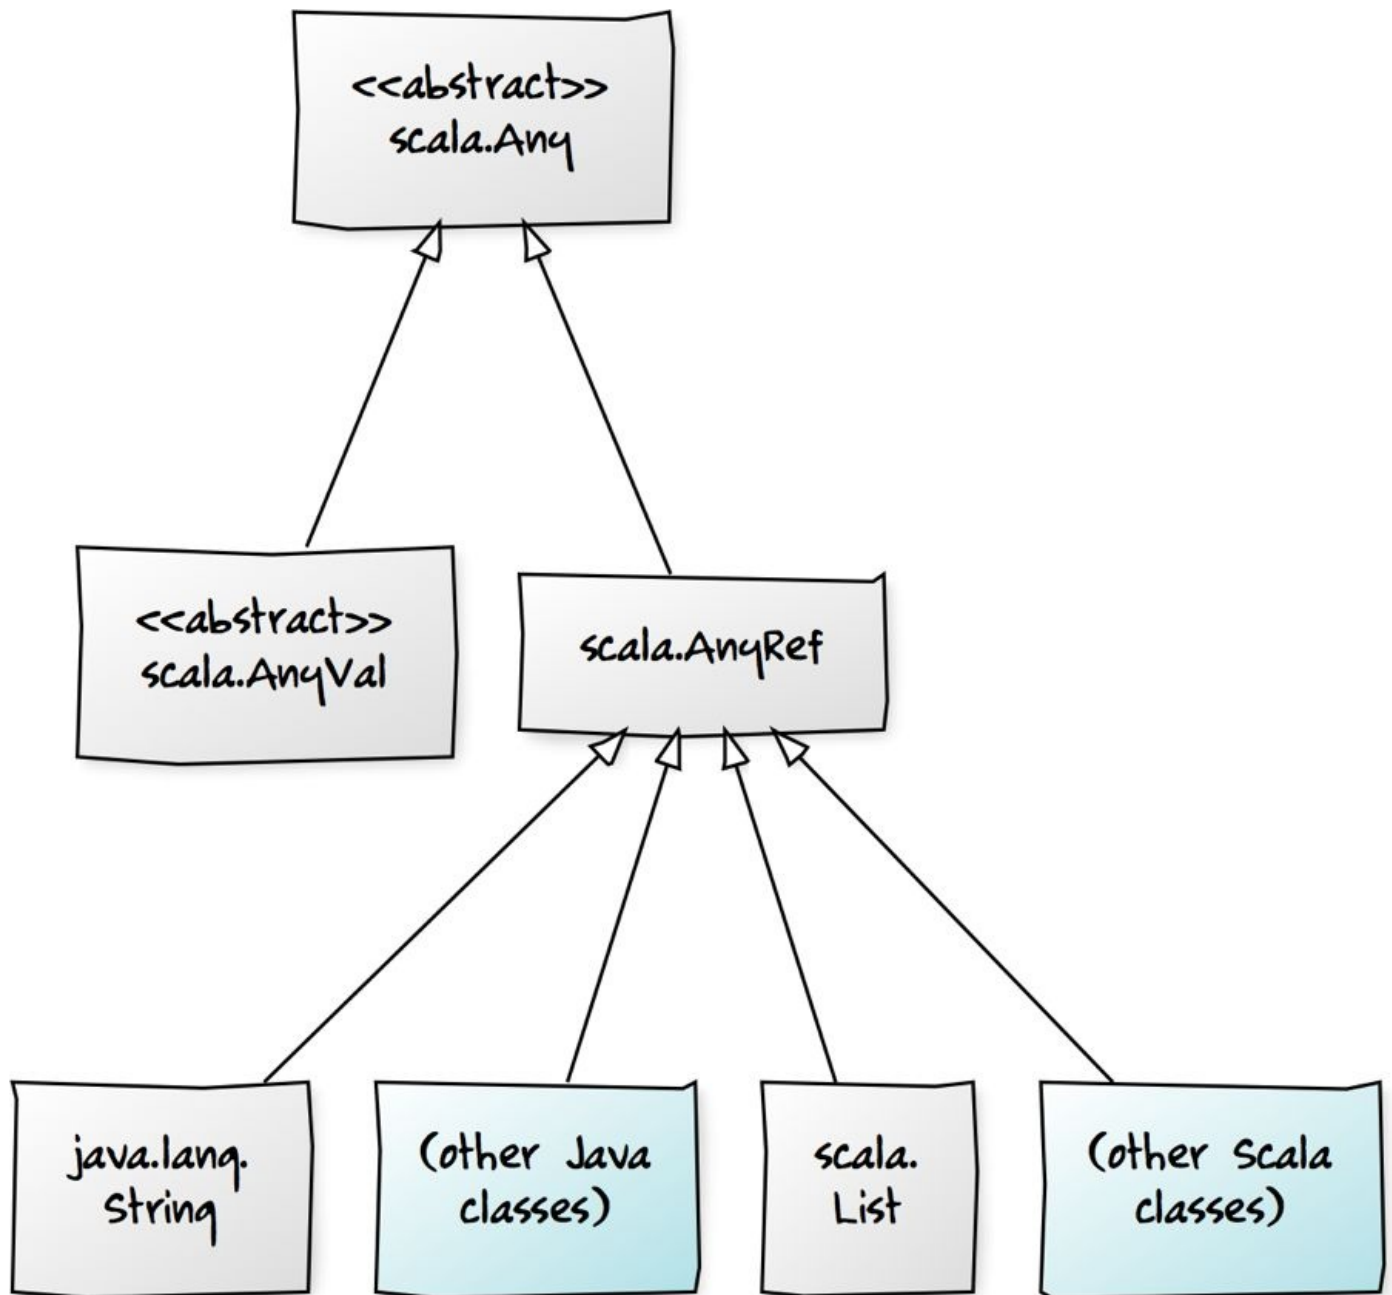 <<abstract>>
scala.Any
<<abstract>>
scala.AnyVal
scala.AnyRef
java.lang.
String
(other Java
classes)
scala.
List
(other Scala
classes)